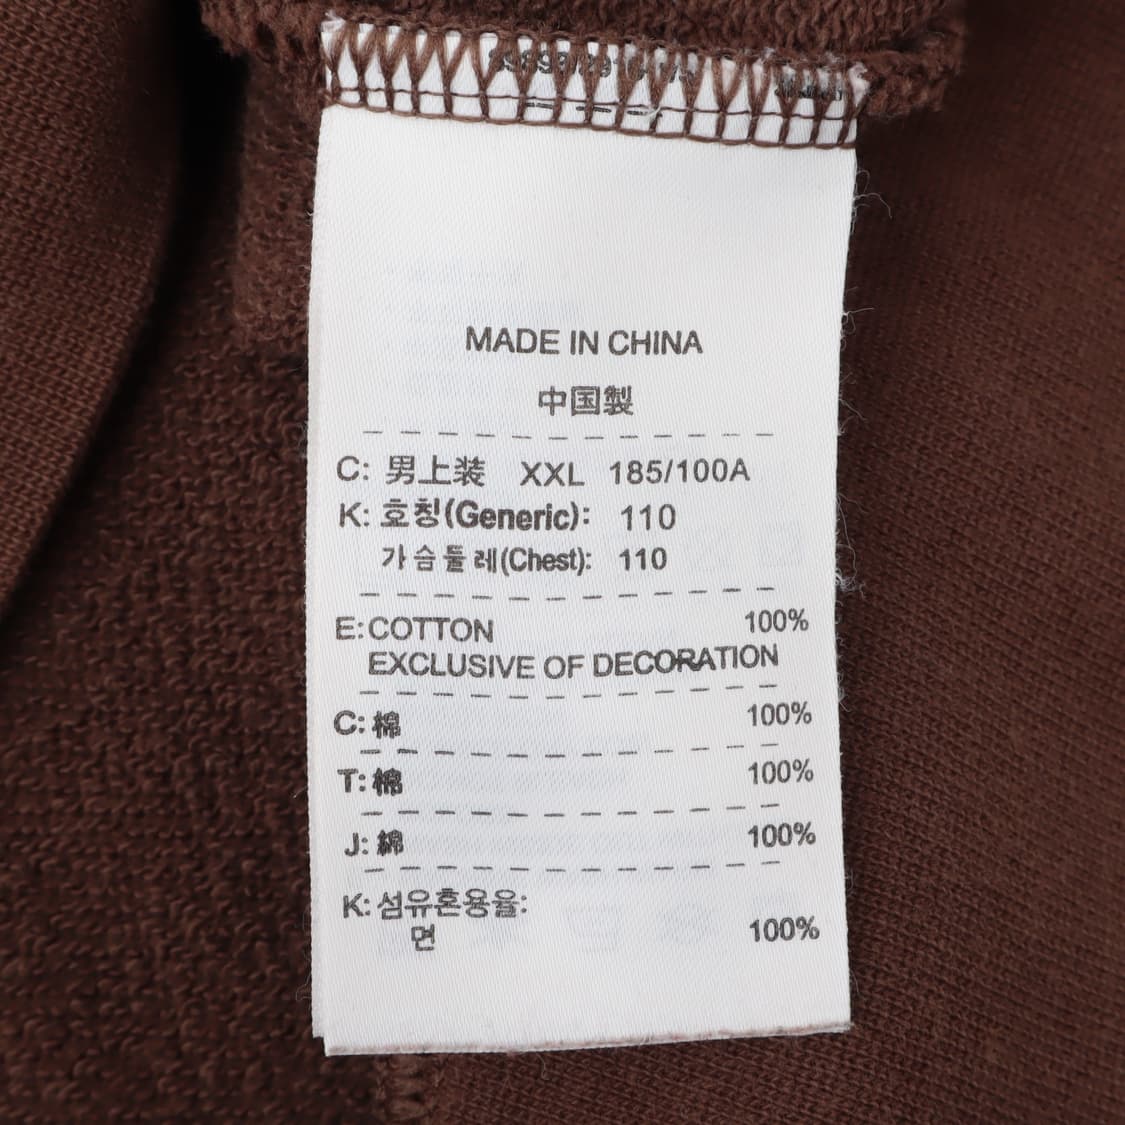 MADE IN CHINA
中国製
C: 男上装 XXL 185/100A
K: 호칭(Generic): 110
가슴둘레(Chest): 110
E: COTTON 100%
EXCLUSIVE OF DECORATION
C: 棉 100%
T: 棉 100%
J: 綿 100%
K: 섬유혼용율:
면 100%